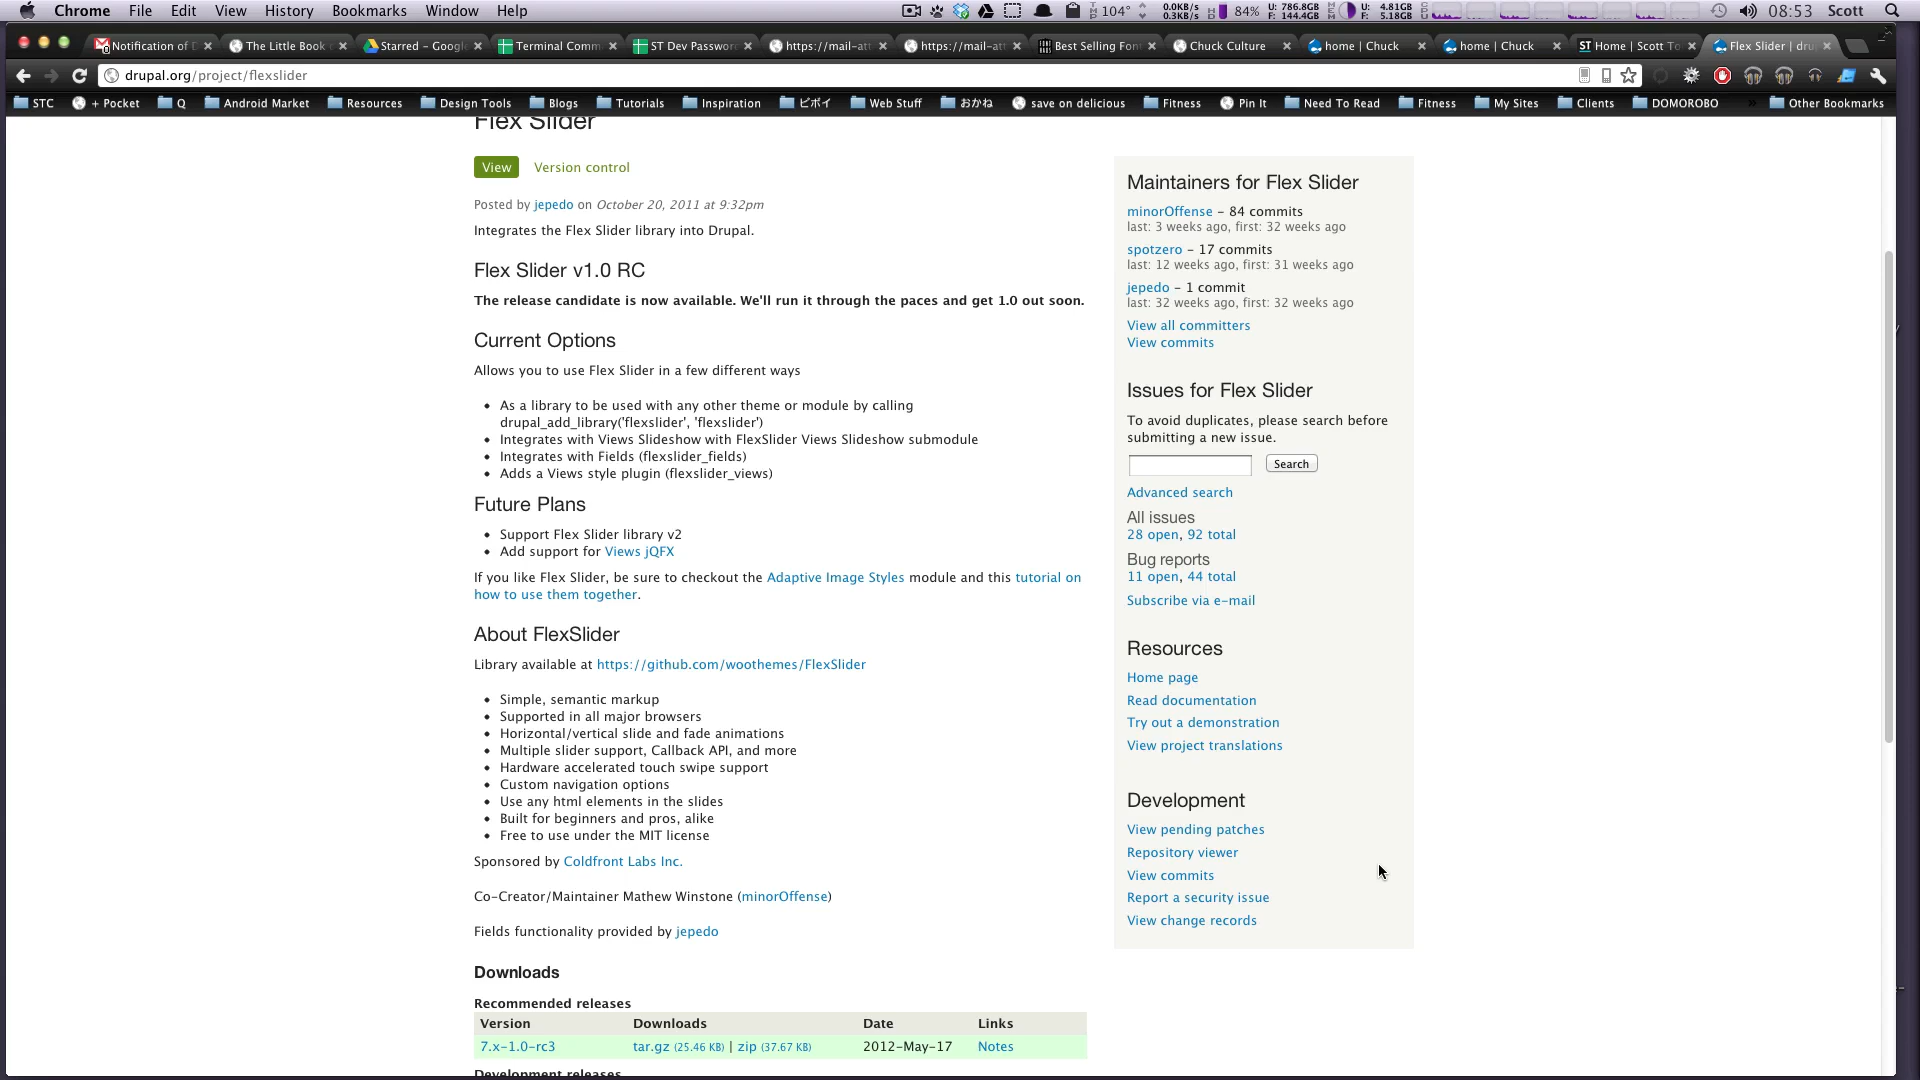 Chrome File Edit View History Bookmarks Window Help
104° 0.0KB/s 0.3KB/s 84% U: 786.8GB F: 144.4GB U: 4.81GB F: 5.18GB 08:53 Scott
Notification of D The Little Book Starred - Google Terminal Comm ST Dev Password https://mail-att https://mail-att Best Selling Fon Chuck Culture home | Chuck home | Chuck Home | Scott To Flex Slider | dru
drupal.org/project/flexslider
STC + Pocket Q Android Market Resources Design Tools Blogs Tutorials Inspiration ビボイ Web Stuff おかね save on delicious Fitness Pin It Need To Read Fitness My Sites Clients DOMOROBO » Other Bookmarks
Flex Slider
View Version control
Posted by jepedo on October 20, 2011 at 9:32pm
Integrates the Flex Slider library into Drupal.
Flex Slider v1.0 RC
The release candidate is now available. We'll run it through the paces and get 1.0 out soon.
Current Options
Allows you to use Flex Slider in a few different ways
• As a library to be used with any other theme or module by calling
drupal_add_library('flexslider', 'flexslider')
• Integrates with Views Slideshow with FlexSlider Views Slideshow submodule
• Integrates with Fields (flexslider_fields)
• Adds a Views style plugin (flexslider_views)
Future Plans
• Support Flex Slider library v2
• Add support for Views jQFX
If you like Flex Slider, be sure to checkout the Adaptive Image Styles module and this tutorial on
how to use them together.
About FlexSlider
Library available at https://github.com/woothemes/FlexSlider
• Simple, semantic markup
• Supported in all major browsers
• Horizontal/vertical slide and fade animations
• Multiple slider support, Callback API, and more
• Hardware accelerated touch swipe support
• Custom navigation options
• Use any html elements in the slides
• Built for beginners and pros, alike
• Free to use under the MIT license
Sponsored by Coldfront Labs Inc.
Co-Creator/Maintainer Mathew Winstone (minorOffense)
Fields functionality provided by jepedo
Downloads
Recommended releases
Version Downloads Date Links
7.x-1.0-rc3 tar.gz (25.46 KB) | zip (37.67 KB) 2012-May-17 Notes
Development releases
Maintainers for Flex Slider
minorOffense - 84 commits
last: 3 weeks ago, first: 32 weeks ago
spotzero - 17 commits
last: 12 weeks ago, first: 31 weeks ago
jepedo - 1 commit
last: 32 weeks ago, first: 32 weeks ago
View all committers
View commits
Issues for Flex Slider
To avoid duplicates, please search before
submitting a new issue.
Search
Advanced search
All issues
28 open, 92 total
Bug reports
11 open, 44 total
Subscribe via e-mail
Resources
Home page
Read documentation
Try out a demonstration
View project translations
Development
View pending patches
Repository viewer
View commits
Report a security issue
View change records